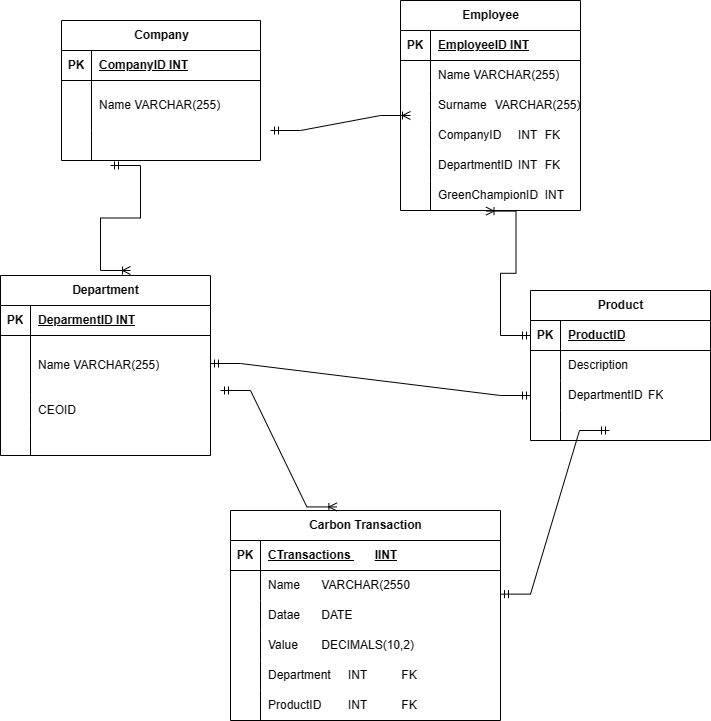 Company
PK CompanyID INT
Name VARCHAR(255)
Employee
PK EmployeeID INT
Name VARCHAR(255)
Surname VARCHAR(255)
CompanyID INT FK
DepartmentID INT FK
GreenChampionID INT
Department
PK DeparmentID INT
Name VARCHAR(255)
CEOID
Product
PK ProductID
Description
DepartmentID FK
Carbon Transaction
PK CTransactions IINT
Name VARCHAR(2550
Datae DATE
Value DECIMALS(10,2)
Department INT FK
ProductID INT FK